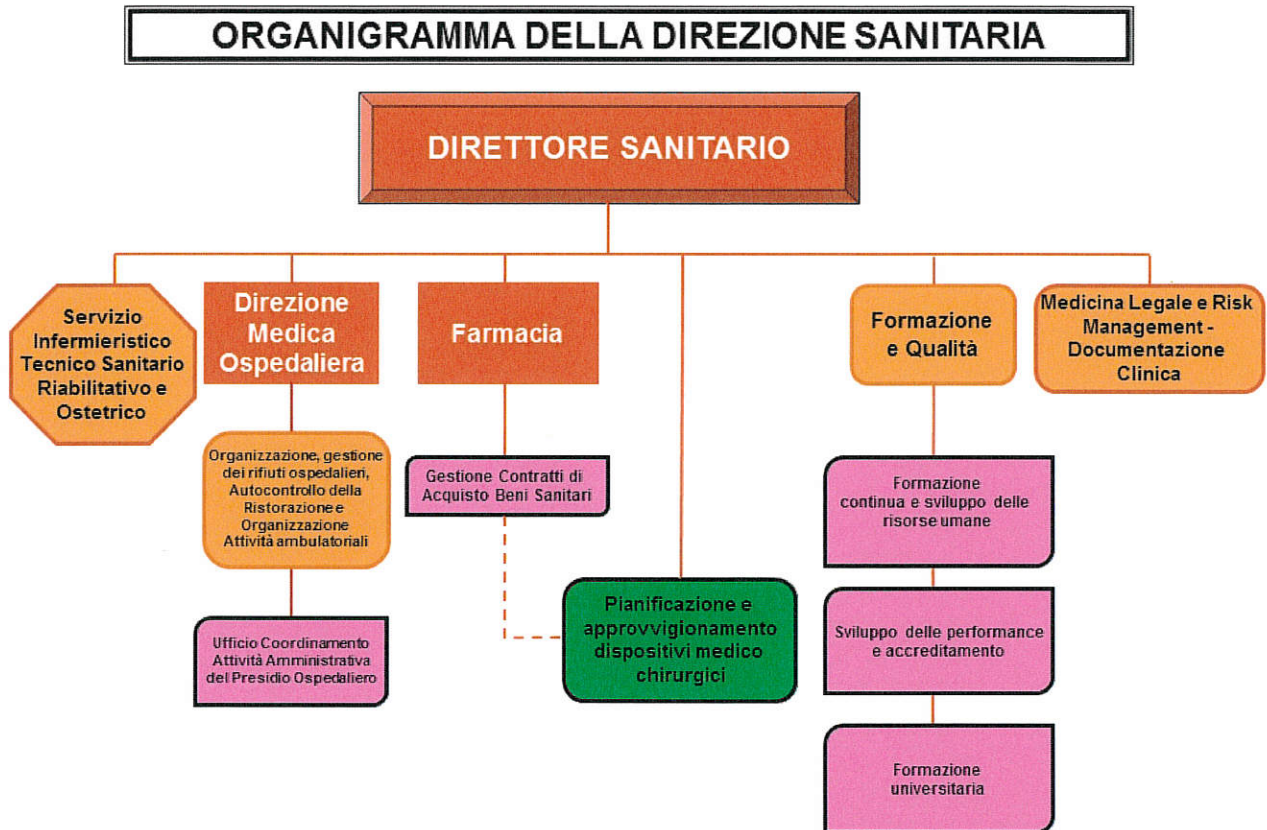 ORGANIGRAMMA DELLA DIREZIONE SANITARIA
DIRETTORE SANITARIO
Servizio
Infermieristico
Tecnico Sanitario
Riabilitativo e
Ostetrico
Direzione
Medica
Ospedaliera
Farmacia
Formazione
e Qualità
Medicina Legale e Risk
Management -
Documentazione
Clinica
Organizzazione, gestione
dei rifiuti ospedalieri,
Autocontrollo della
Ristorazione e
Organizzazione
Attività ambulatoriali
Gestione Contratti di
Acquisto Beni Sanitari
Formazione
continua e sviluppo delle
risorse umane
Pianificazione e
approvvigionamento
dispositivi medico
chirurgici
Ufficio Coordinamento
Attività Amministrativa
del Presidio Ospedaliero
Sviluppo delle performance
e accreditamento
Formazione
universitaria